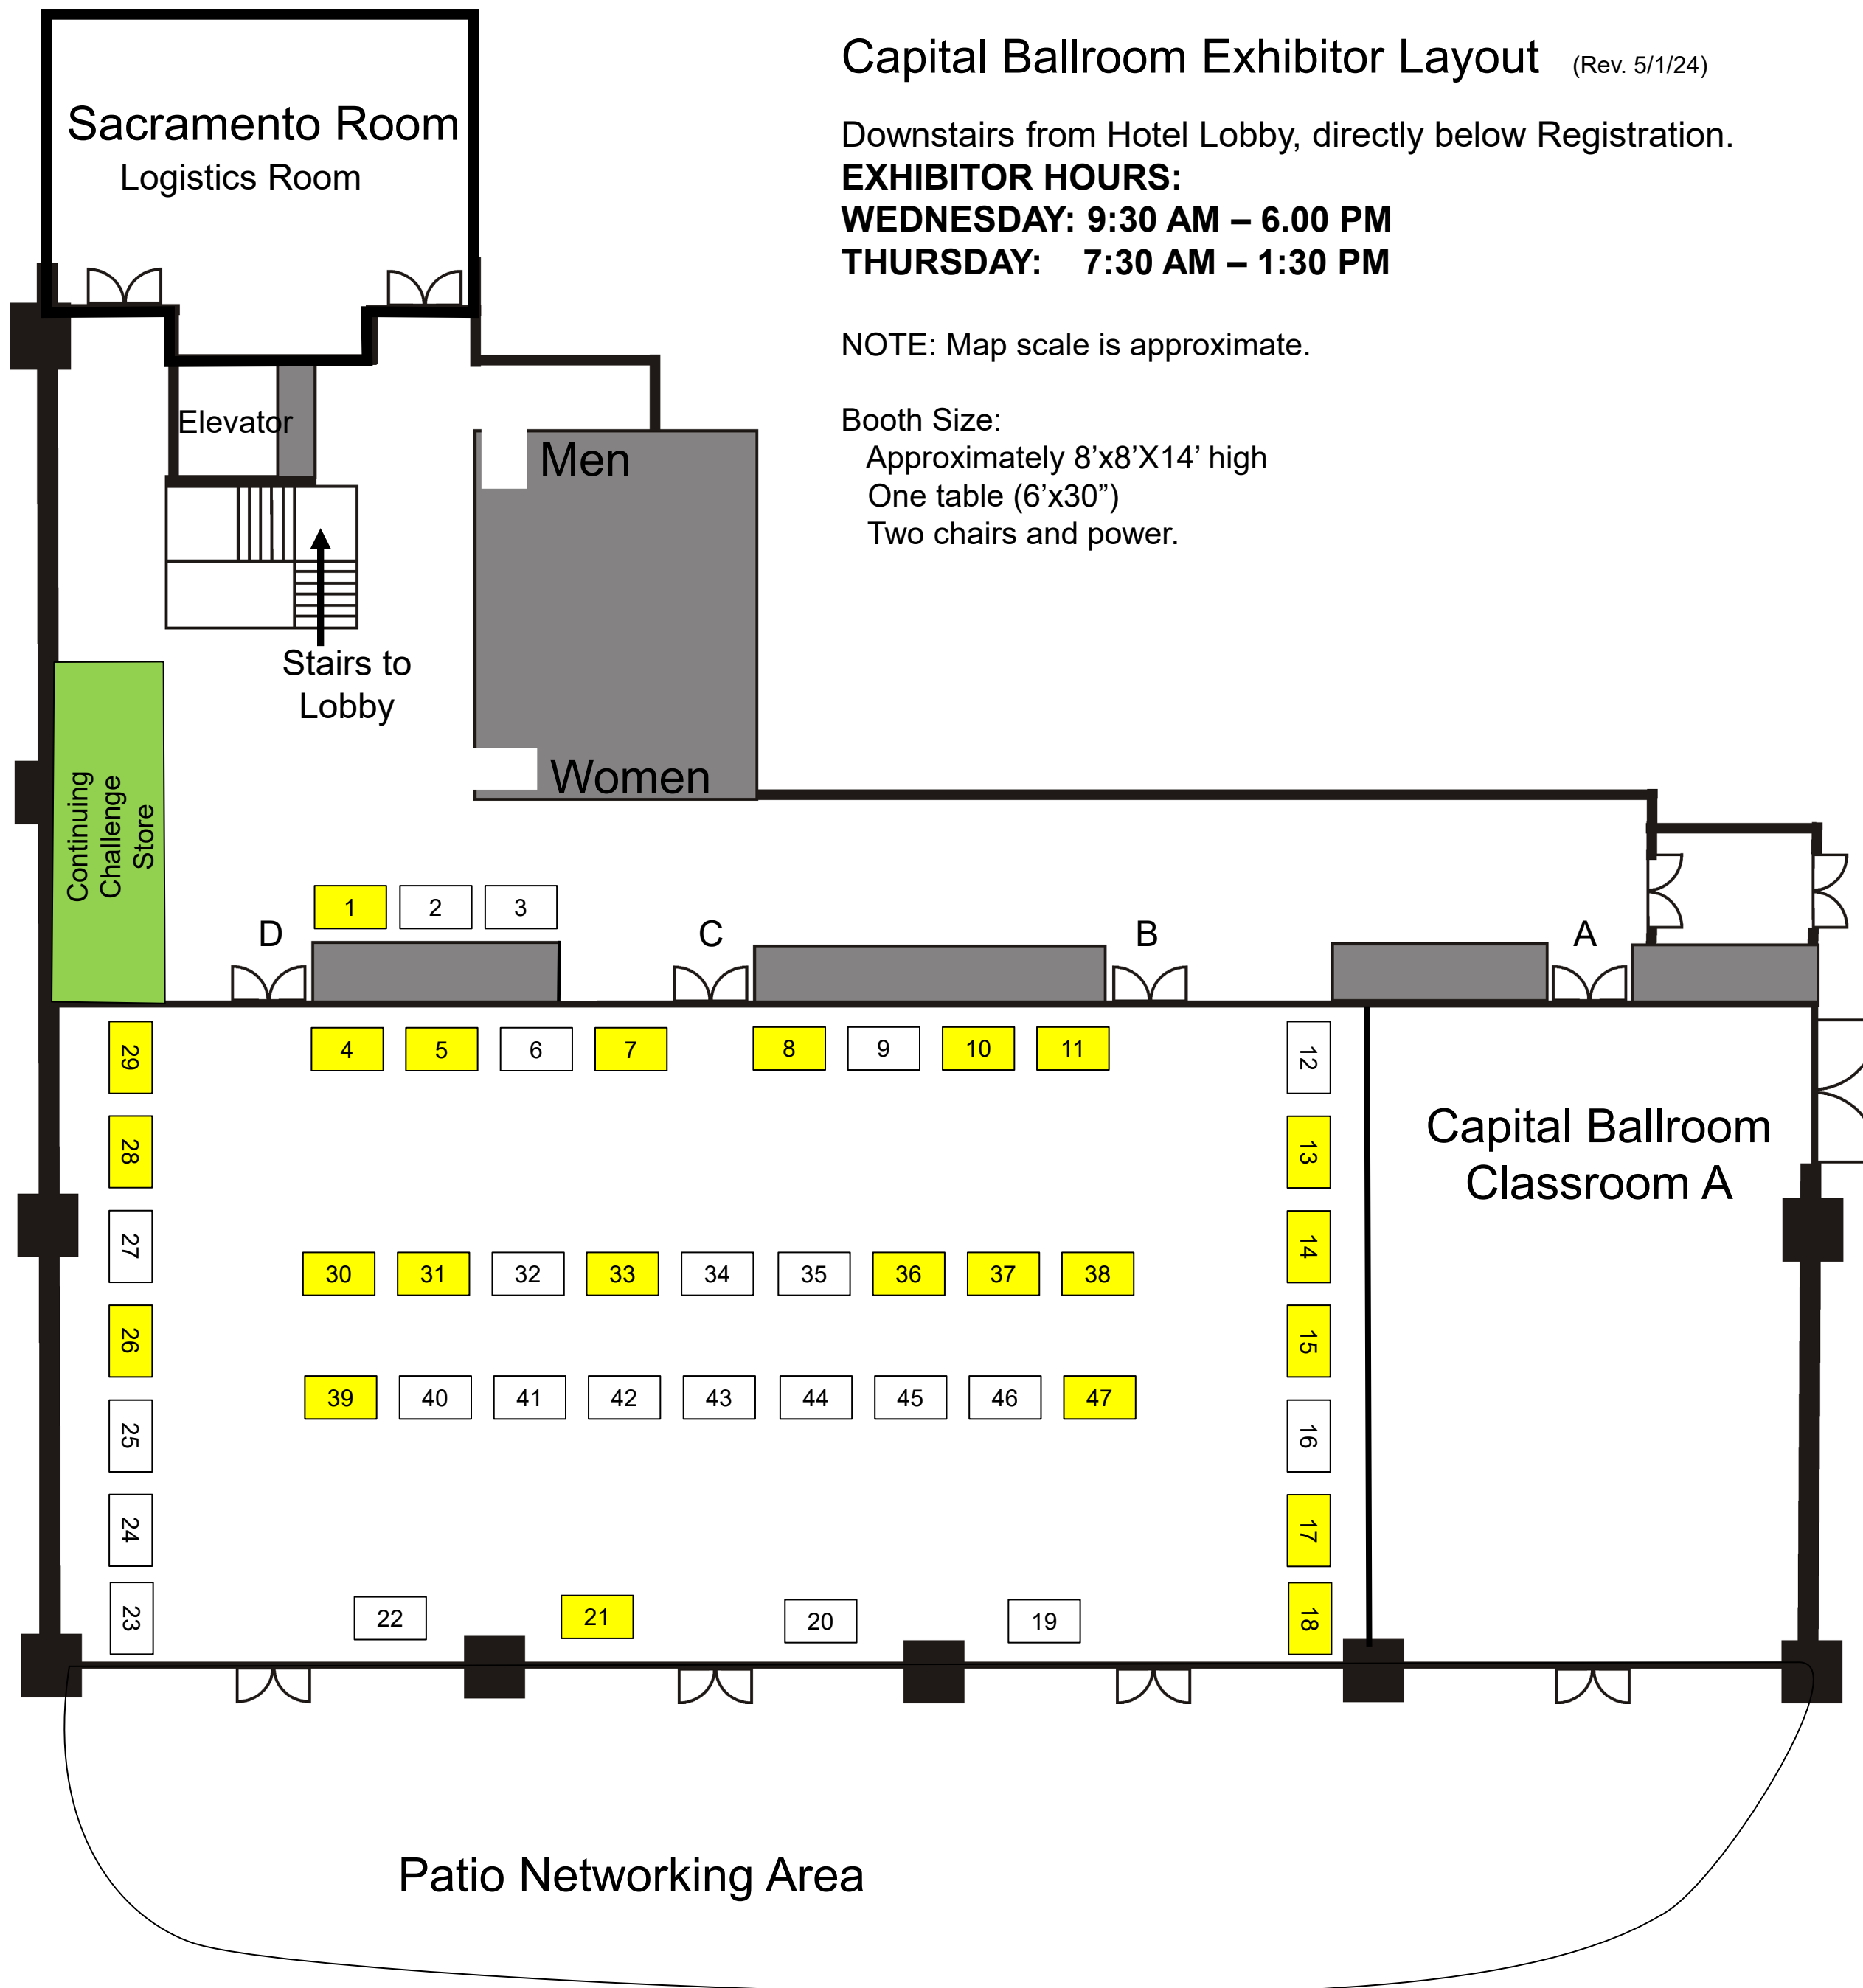 Capital Ballroom Exhibitor Layout (Rev. 5/1/24)
Downstairs from Hotel Lobby, directly below Registration.
EXHIBITOR HOURS:
WEDNESDAY: 9:30 AM – 6.00 PM
THURSDAY: 7:30 AM – 1:30 PM
NOTE: Map scale is approximate.
Booth Size:
Approximately 8’x8’X14’ high
One table (6’x30”)
Two chairs and power.
Sacramento Room
Logistics Room
Elevator
Men
Stairs to
Lobby
Women
Continuing
Challenge
Store
1 2 3
D C B A
4 5 6 7 8 9 10 11
12
13
14
15
16
17
18
Capital Ballroom
Classroom A
29
28
27
26
25
24
23
30 31 32 33 34 35 36 37 38
39 40 41 42 43 44 45 46 47
22 21 20 19
Patio Networking Area